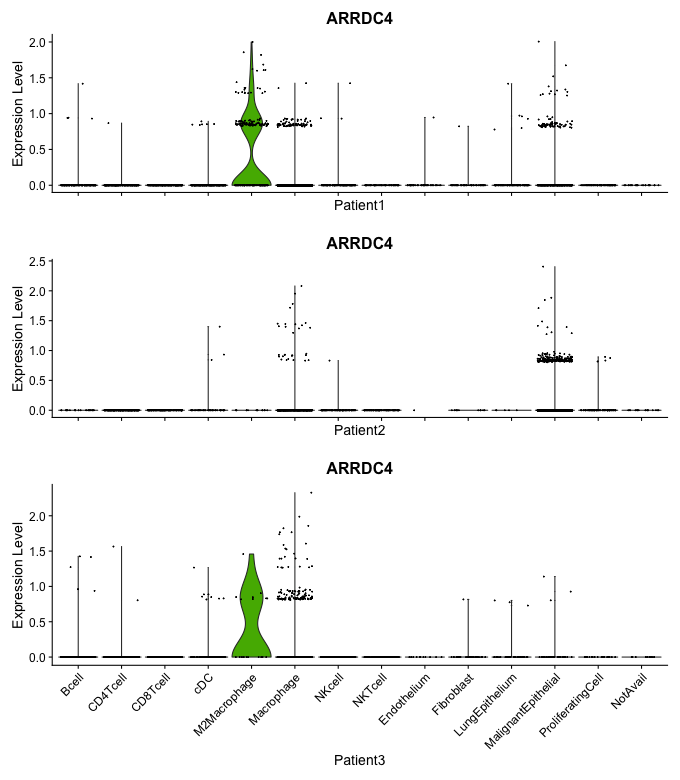 ARRDC4
Expression Level
2.0
1.5
1.0
0.5
0.0
Patient1
ARRDC4
Expression Level
2.5
2.0
1.5
1.0
0.5
0.0
Patient2
ARRDC4
Expression Level
2.0
1.5
1.0
0.5
0.0
Bcell
CD4Tcell
CD8Tcell
cDC
M2Macrophage
Macrophage
NKcell
NKTcell
Endothelium
Fibroblast
LungEpithelium
MalignantEpithelial
ProliferatingCell
NotAvail
Patient3